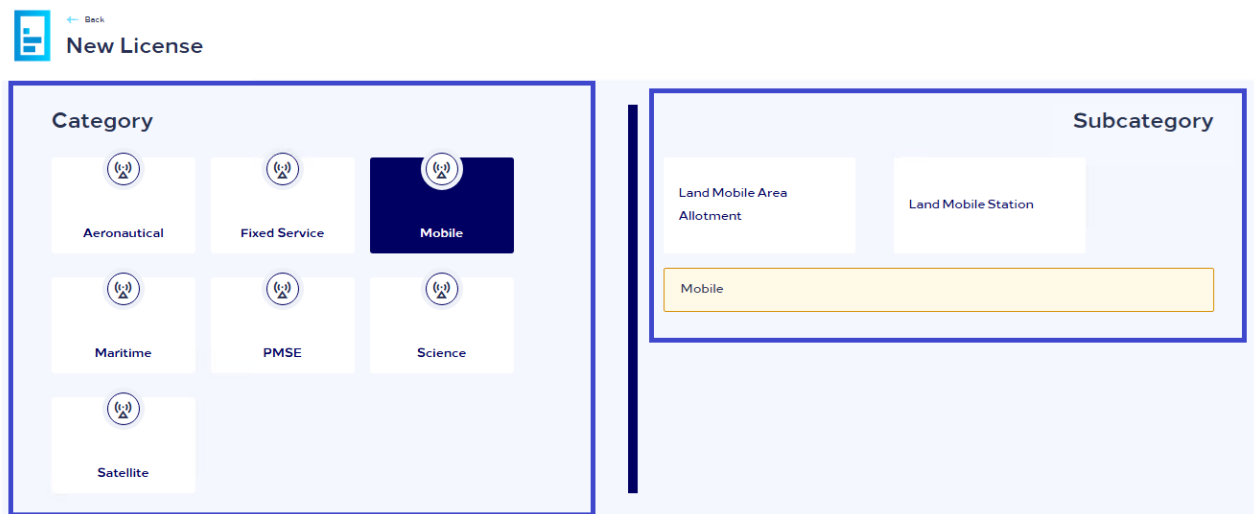 Back
New License
Category
Subcategory
Aeronautical
Fixed Service
Mobile
Land Mobile Area
Allotment
Land Mobile Station
Mobile
Maritime
PMSE
Science
Satellite